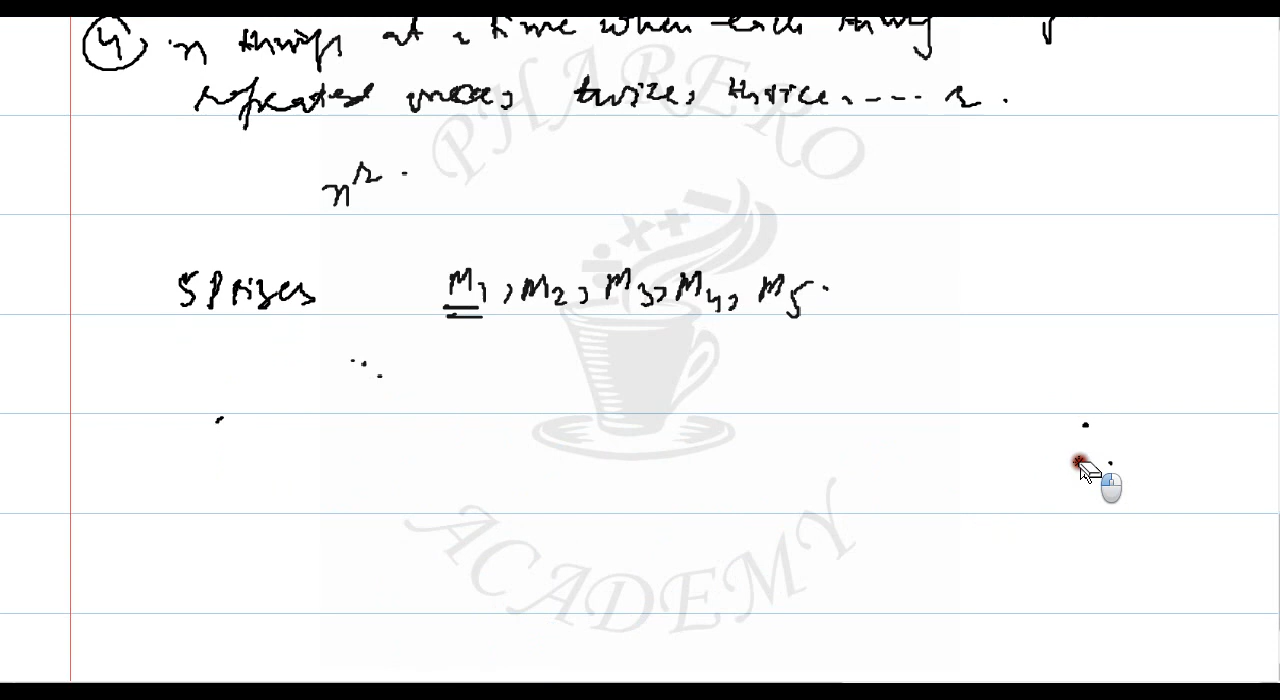 ④ n things at a time when each thing
repeated once, twice, thrice, ---- r.
n^r.
5 Prizes M1, M2, M3, M4, M5.
PHARERO
ACADEMY